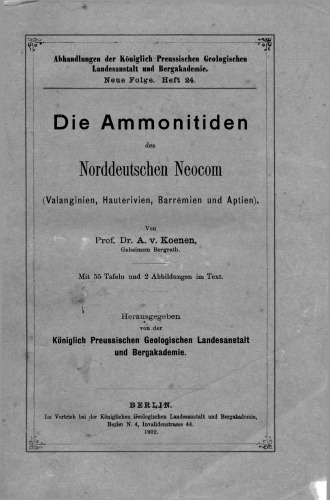 Abhandlungen der Königlich Preussischen Geologischen
Landesanstalt und Bergakademie.
Neue Folge. Heft 24.
Die Ammonitiden
des
Norddeutschen Neocom
(Valanginien, Hauterivien, Barrêmien und Aptien).
Von
Prof. Dr. A. v. Koenen,
Geheimem Bergrath.
Mit 55 Tafeln und 2 Abbildungen im Text.
Herausgegeben
von der
Königlich Preussischen Geologischen Landesanstalt
und Bergakademie.
BERLIN.
Im Vertrieb bei der Königlichen Geologischen Landesanstalt und Bergakademie,
Berlin N. 4, Invalidenstrasse 44.
1902.